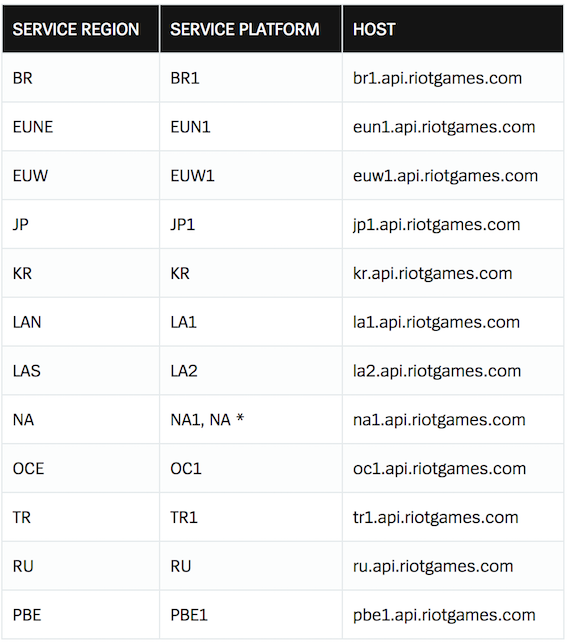 SERVICE REGION SERVICE PLATFORM HOST
BR BR1 br1.api.riotgames.com
EUNE EUN1 eun1.api.riotgames.com
EUW EUW1 euw1.api.riotgames.com
JP JP1 jp1.api.riotgames.com
KR KR kr.api.riotgames.com
LAN LA1 la1.api.riotgames.com
LAS LA2 la2.api.riotgames.com
NA NA1, NA * na1.api.riotgames.com
OCE OC1 oc1.api.riotgames.com
TR TR1 tr1.api.riotgames.com
RU RU ru.api.riotgames.com
PBE PBE1 pbe1.api.riotgames.com